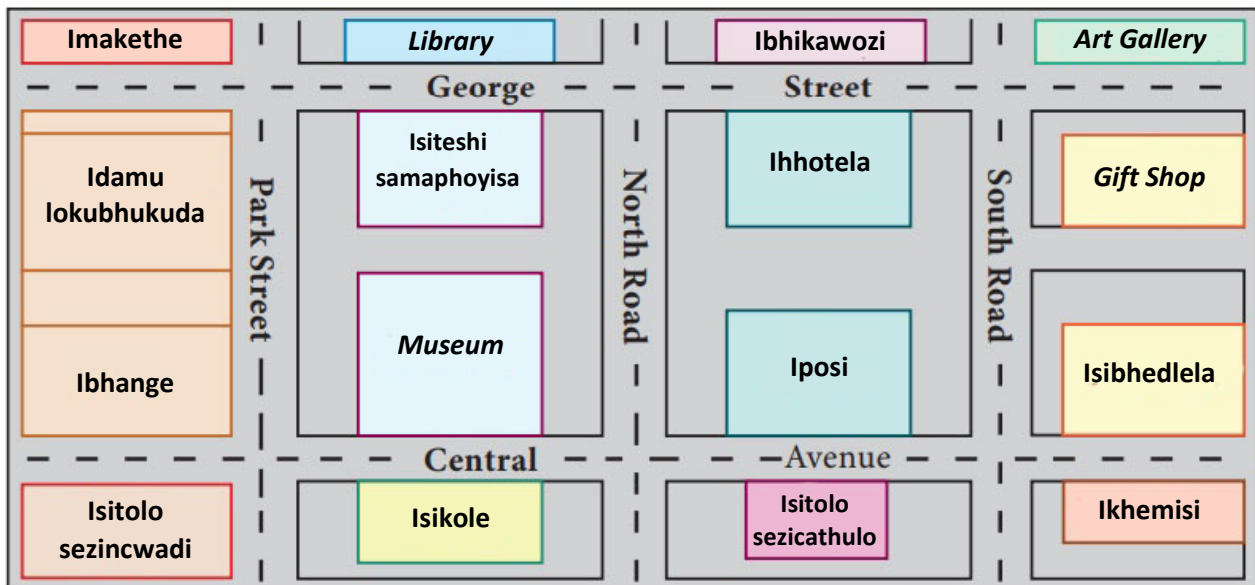 Imakethe
Library
Ibhikawozi
Art Gallery
George Street
Idamu
lokubhukuda
Park Street
Isiteshi
samaphoyisa
North Road
Ihhotela
South Road
Gift Shop
Ibhange
Museum
Iposi
Isibhedlela
Central Avenue
Isitolo
sezincwadi
Isikole
Isitolo
sezicathulo
Ikhemisi